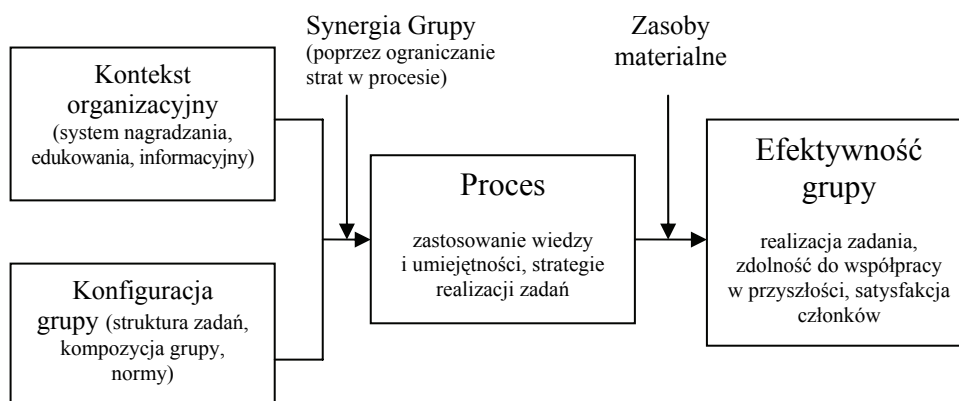 Synergia Grupy
(poprzez ograniczanie
strat w procesie)
Zasoby
materialne
Kontekst
organizacyjny
(system nagradzania,
edukowania, informacyjny)
Konfiguracja
grupy (struktura zadań,
kompozycja grupy,
normy)
Proces
zastosowanie wiedzy
i umiejętności, strategie
realizacji zadań
Efektywność
grupy
realizacja zadania,
zdolność do współpracy
w przyszłości, satysfakcja
członków